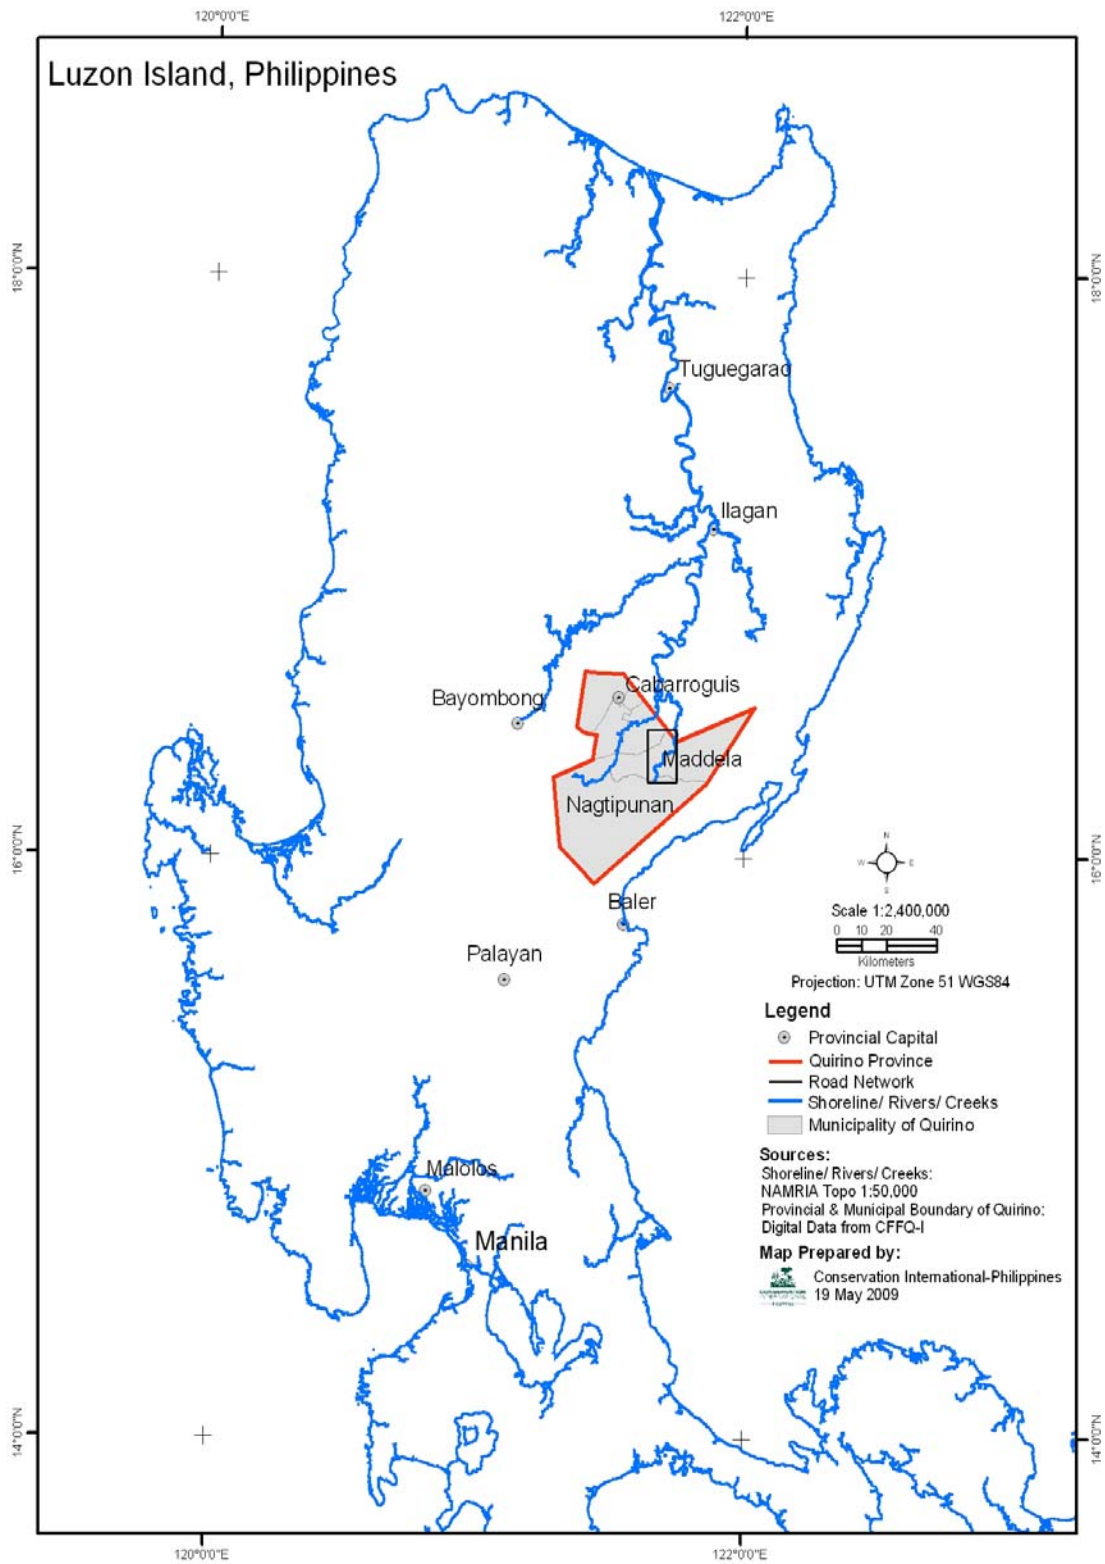 120°0'0"E
122°0'0"E
Luzon Island, Philippines
18°0'0"N
18°0'0"N
Tuguegarao
Ilagan
Cabarroguis
Bayombong
Maddela
Nagtipunan
16°0'0"N
16°0'0"N
N
W
E
S
Baler
Scale 1:2,400,000
0 10 20 40
Kilometers
Palayan
Projection: UTM Zone 51 WGS84
Legend
Provincial Capital
Quirino Province
Road Network
Shoreline/ Rivers/ Creeks
Municipality of Quirino
Sources:
Shoreline/ Rivers/ Creeks:
NAMRIA Topo 1:50,000
Provincial & Municipal Boundary of Quirino:
Digital Data from CFFQ-I
Malolos
Manila
Map Prepared by:
Conservation International-Philippines
19 May 2009
14°0'0"N
14°0'0"N
120°0'0"E
122°0'0"E